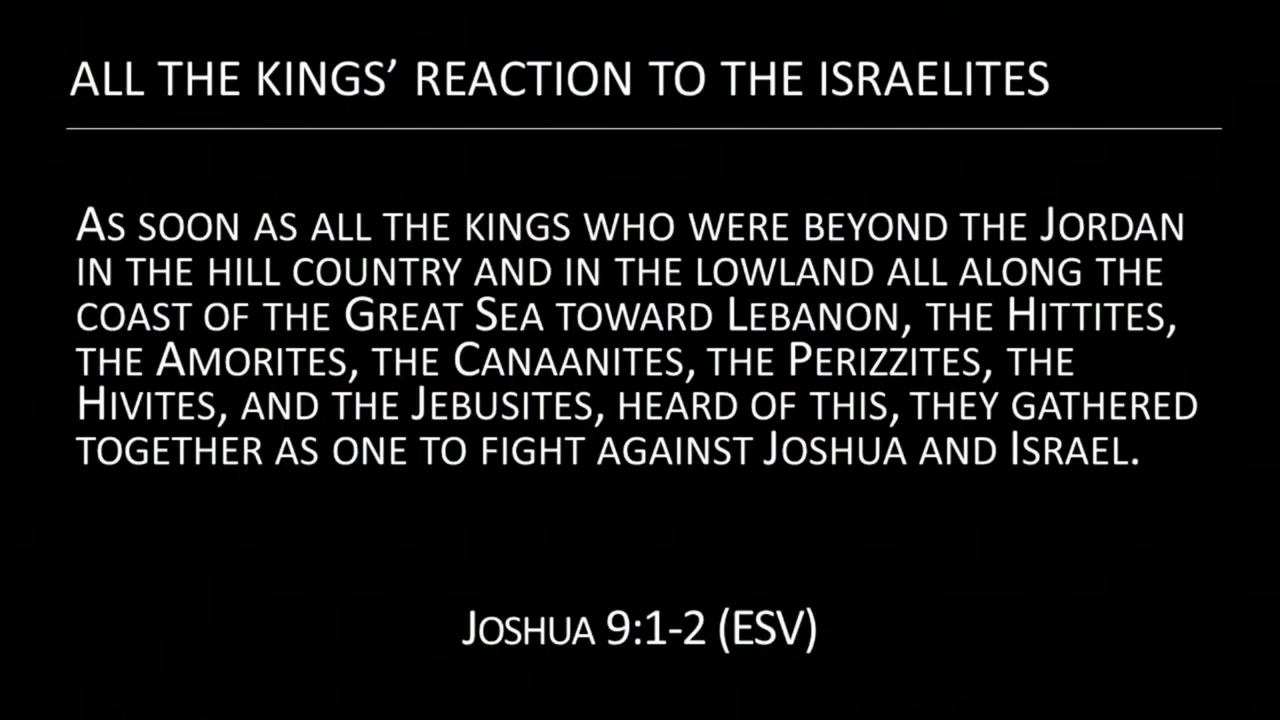 ALL THE KINGS’ REACTION TO THE ISRAELITES
AS SOON AS ALL THE KINGS WHO WERE BEYOND THE JORDAN
IN THE HILL COUNTRY AND IN THE LOWLAND ALL ALONG THE
COAST OF THE GREAT SEA TOWARD LEBANON, THE HITTITES,
THE AMORITES, THE CANAANITES, THE PERIZZITES, THE
HIVITES, AND THE JEBUSITES, HEARD OF THIS, THEY GATHERED
TOGETHER AS ONE TO FIGHT AGAINST JOSHUA AND ISRAEL.
JOSHUA 9:1-2 (ESV)